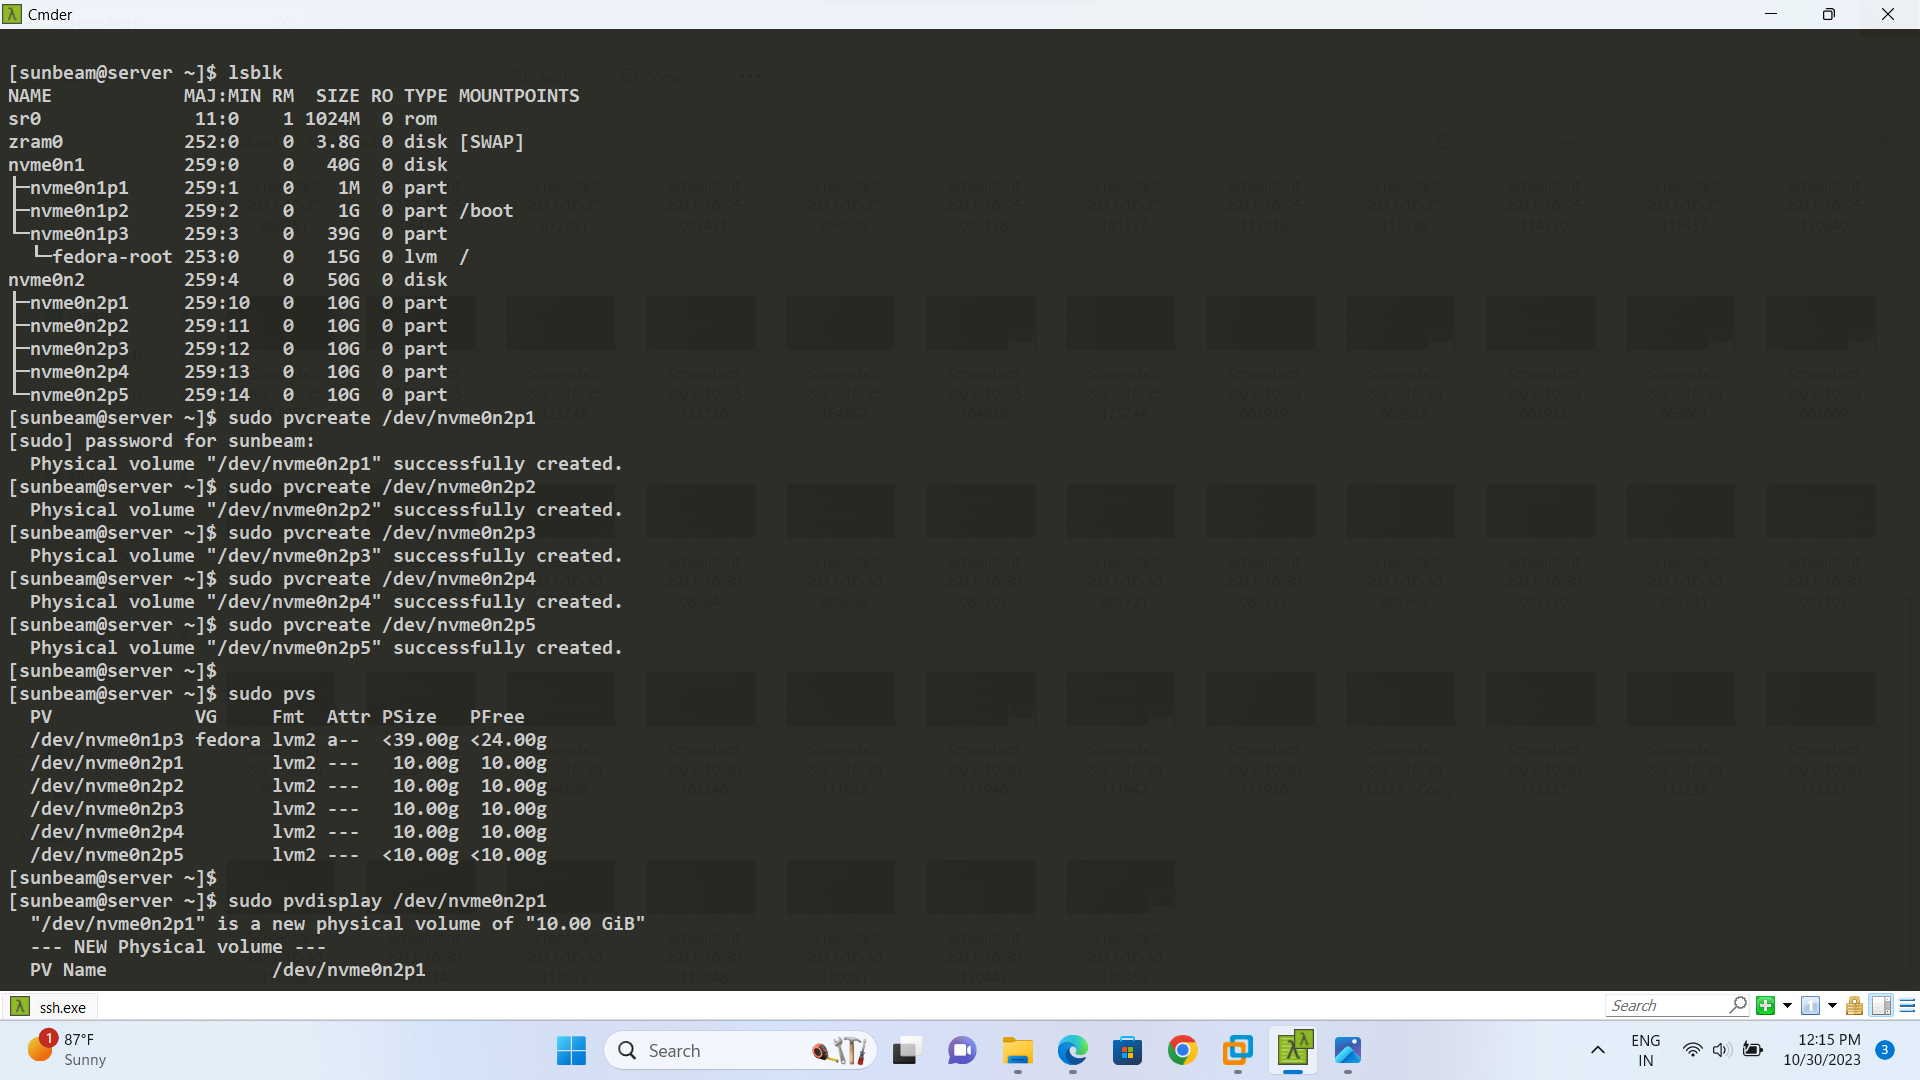 Cmder
[sunbeam@server ~]$ lsblk
NAME            MAJ:MIN RM   SIZE RO TYPE MOUNTPOINTS
sr0              11:0    1 1024M  0 rom
zram0           252:0    0  3.8G  0 disk [SWAP]
nvme0n1         259:0    0   40G  0 disk
├─nvme0n1p1     259:1    0    1M  0 part
├─nvme0n1p2     259:2    0    1G  0 part /boot
└─nvme0n1p3     259:3    0   39G  0 part
  └─fedora-root 253:0    0   15G  0 lvm  /
nvme0n2         259:4    0   50G  0 disk
├─nvme0n2p1     259:10   0   10G  0 part
├─nvme0n2p2     259:11   0   10G  0 part
├─nvme0n2p3     259:12   0   10G  0 part
├─nvme0n2p4     259:13   0   10G  0 part
└─nvme0n2p5     259:14   0   10G  0 part
[sunbeam@server ~]$ sudo pvcreate /dev/nvme0n2p1
[sudo] password for sunbeam:
  Physical volume "/dev/nvme0n2p1" successfully created.
[sunbeam@server ~]$ sudo pvcreate /dev/nvme0n2p2
  Physical volume "/dev/nvme0n2p2" successfully created.
[sunbeam@server ~]$ sudo pvcreate /dev/nvme0n2p3
  Physical volume "/dev/nvme0n2p3" successfully created.
[sunbeam@server ~]$ sudo pvcreate /dev/nvme0n2p4
  Physical volume "/dev/nvme0n2p4" successfully created.
[sunbeam@server ~]$ sudo pvcreate /dev/nvme0n2p5
  Physical volume "/dev/nvme0n2p5" successfully created.
[sunbeam@server ~]$
[sunbeam@server ~]$ sudo pvs
  PV             VG     Fmt  Attr PSize   PFree
  /dev/nvme0n1p3 fedora lvm2 a--  <39.00g <24.00g
  /dev/nvme0n2p1        lvm2 ---   10.00g  10.00g
  /dev/nvme0n2p2        lvm2 ---   10.00g  10.00g
  /dev/nvme0n2p3        lvm2 ---   10.00g  10.00g
  /dev/nvme0n2p4        lvm2 ---   10.00g  10.00g
  /dev/nvme0n2p5        lvm2 ---  <10.00g <10.00g
[sunbeam@server ~]$
[sunbeam@server ~]$ sudo pvdisplay /dev/nvme0n2p1
  "/dev/nvme0n2p1" is a new physical volume of "10.00 GiB"
  --- NEW Physical volume ---
  PV Name               /dev/nvme0n2p1
ssh.exe
Search
1
87°F
Sunny
Search
ENG
IN
12:15 PM
10/30/2023
3